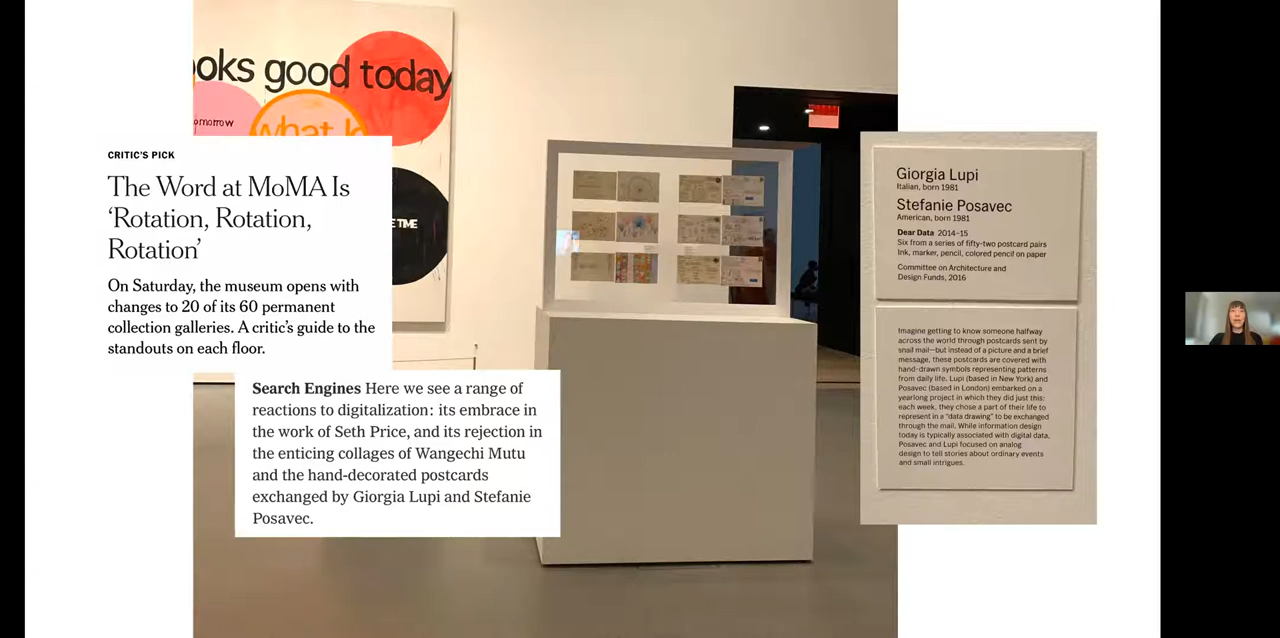 ooks good today
omorrow
what
E TIME
CRITIC'S PICK
The Word at MoMA Is
‘Rotation, Rotation,
Rotation’
On Saturday, the museum opens with
changes to 20 of its 60 permanent
collection galleries. A critic's guide to the
standouts on each floor.
Search Engines Here we see a range of
reactions to digitalization: its embrace in
the work of Seth Price, and its rejection in
the enticing collages of Wangechi Mutu
and the hand-decorated postcards
exchanged by Giorgia Lupi and Stefanie
Posavec.
Giorgia Lupi
Italian, born 1981
Stefanie Posavec
American, born 1981
Dear Data 2014–15
Six from a series of fifty-two postcard pairs
Ink, marker, pencil, colored pencil on paper
Committee on Architecture and
Design Funds, 2016
Imagine getting to know someone halfway
across the world through postcards sent by
snail mail—but instead of a picture and a brief
message, these postcards are covered with
hand-drawn symbols representing patterns
from daily life. Lupi (based in New York) and
Posavec (based in London) embarked on a
yearlong project in which they did just this:
each week, they chose a part of their life to
represent in a "data drawing" to be exchanged
through the mail. While information design
today is typically associated with digital data,
Posavec and Lupi focused on analog
design to tell stories about ordinary events
and small intrigues.